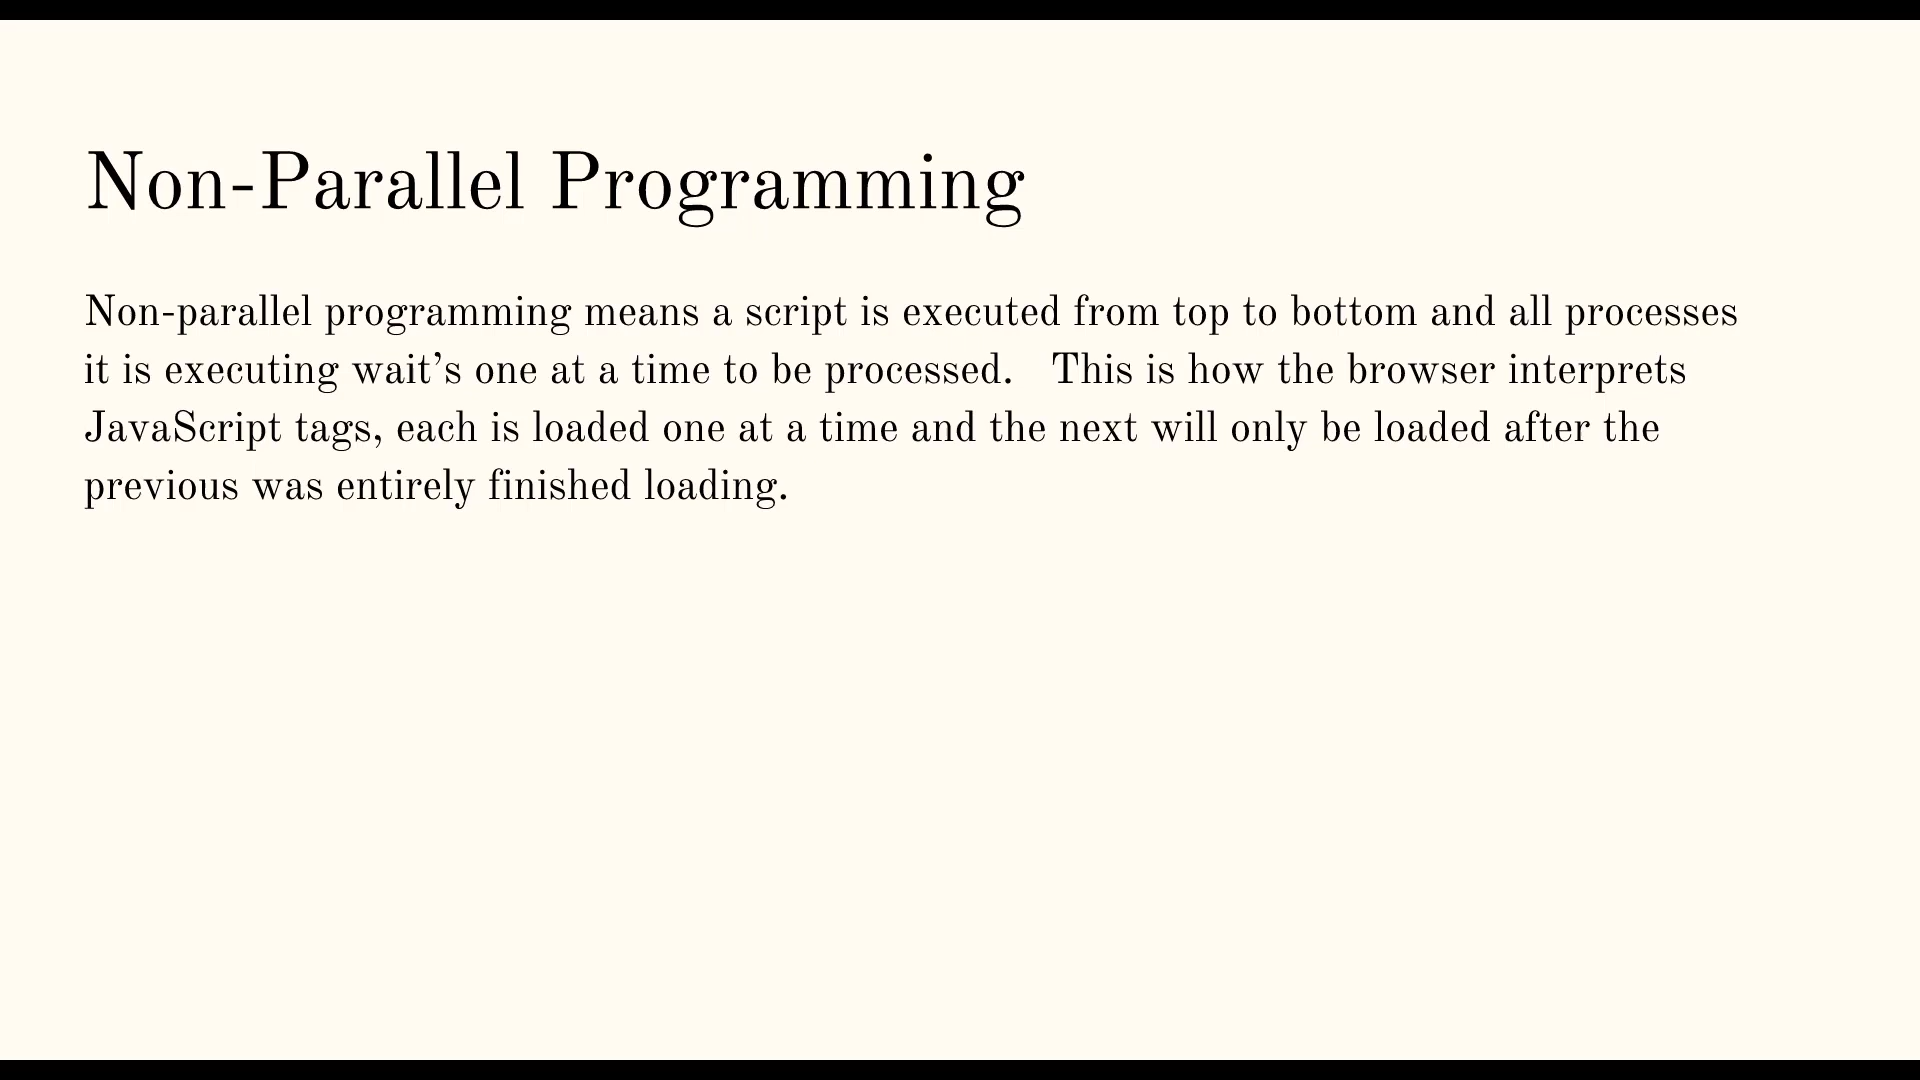 Non-Parallel Programming
Non-parallel programming means a script is executed from top to bottom and all processes
it is executing wait’s one at a time to be processed.   This is how the browser interprets
JavaScript tags, each is loaded one at a time and the next will only be loaded after the
previous was entirely finished loading.